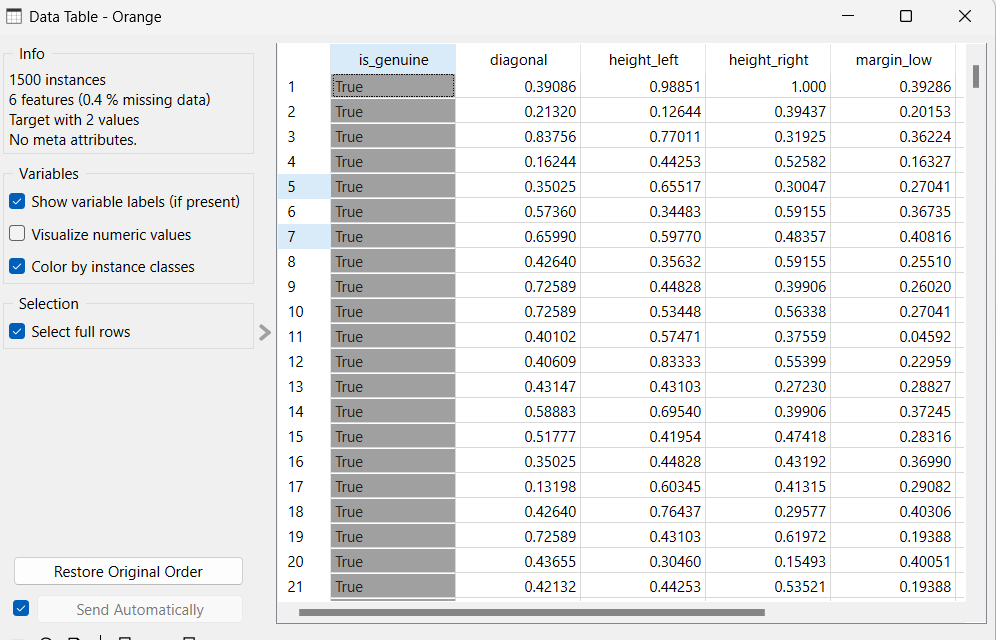 Data Table - Orange
Info
1500 instances
6 features (0.4 % missing data)
Target with 2 values
No meta attributes.
Variables
Show variable labels (if present)
Visualize numeric values
Color by instance classes
Selection
Select full rows
Restore Original Order
Send Automatically
is_genuine diagonal height_left height_right margin_low
1 True 0.39086 0.98851 1.000 0.39286
2 True 0.21320 0.12644 0.39437 0.20153
3 True 0.83756 0.77011 0.31925 0.36224
4 True 0.16244 0.44253 0.52582 0.16327
5 True 0.35025 0.65517 0.30047 0.27041
6 True 0.57360 0.34483 0.59155 0.36735
7 True 0.65990 0.59770 0.48357 0.40816
8 True 0.42640 0.35632 0.59155 0.25510
9 True 0.72589 0.44828 0.39906 0.26020
10 True 0.72589 0.53448 0.56338 0.27041
11 True 0.40102 0.57471 0.37559 0.04592
12 True 0.40609 0.83333 0.55399 0.22959
13 True 0.43147 0.43103 0.27230 0.28827
14 True 0.58883 0.69540 0.39906 0.37245
15 True 0.51777 0.41954 0.47418 0.28316
16 True 0.35025 0.44828 0.43192 0.36990
17 True 0.13198 0.60345 0.41315 0.29082
18 True 0.42640 0.76437 0.29577 0.40306
19 True 0.72589 0.43103 0.61972 0.19388
20 True 0.43655 0.30460 0.15493 0.40051
21 True 0.42132 0.44253 0.53521 0.19388